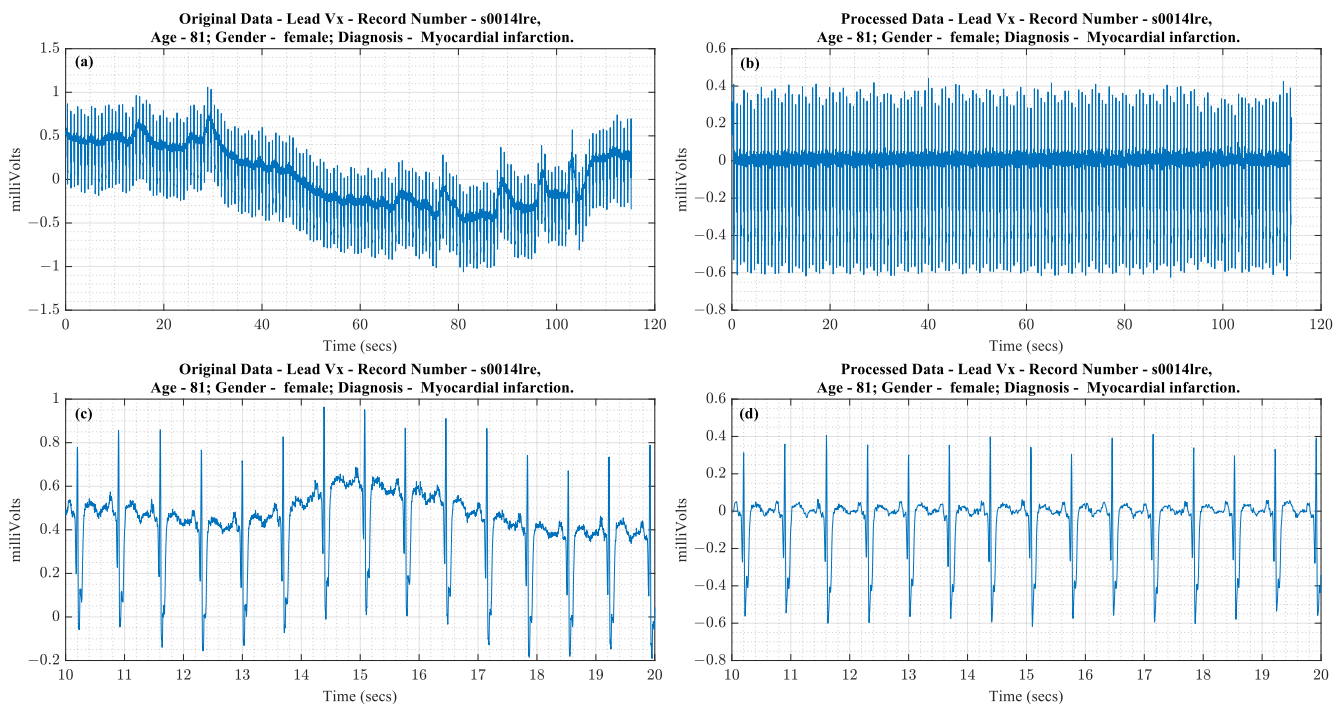 Original Data - Lead Vx - Record Number - s0014lre,
Age - 81; Gender -  female; Diagnosis -  Myocardial infarction.
(a)
1.5
1
0.5
0
−0.5
−1
−1.5
milliVolts
0 20 40 60 80 100 120
Time (secs)
Processed Data - Lead Vx - Record Number - s0014lre,
Age - 81; Gender -  female; Diagnosis -  Myocardial infarction.
(b)
0.6
0.4
0.2
0
−0.2
−0.4
−0.6
−0.8
milliVolts
0 20 40 60 80 100 120
Time (secs)
Original Data - Lead Vx - Record Number - s0014lre,
Age - 81; Gender -  female; Diagnosis -  Myocardial infarction.
(c)
1
0.8
0.6
0.4
0.2
0
−0.2
milliVolts
10 11 12 13 14 15 16 17 18 19 20
Time (secs)
Processed Data - Lead Vx - Record Number - s0014lre,
Age - 81; Gender -  female; Diagnosis -  Myocardial infarction.
(d)
0.6
0.4
0.2
0
−0.2
−0.4
−0.6
−0.8
milliVolts
10 11 12 13 14 15 16 17 18 19 20
Time (secs)